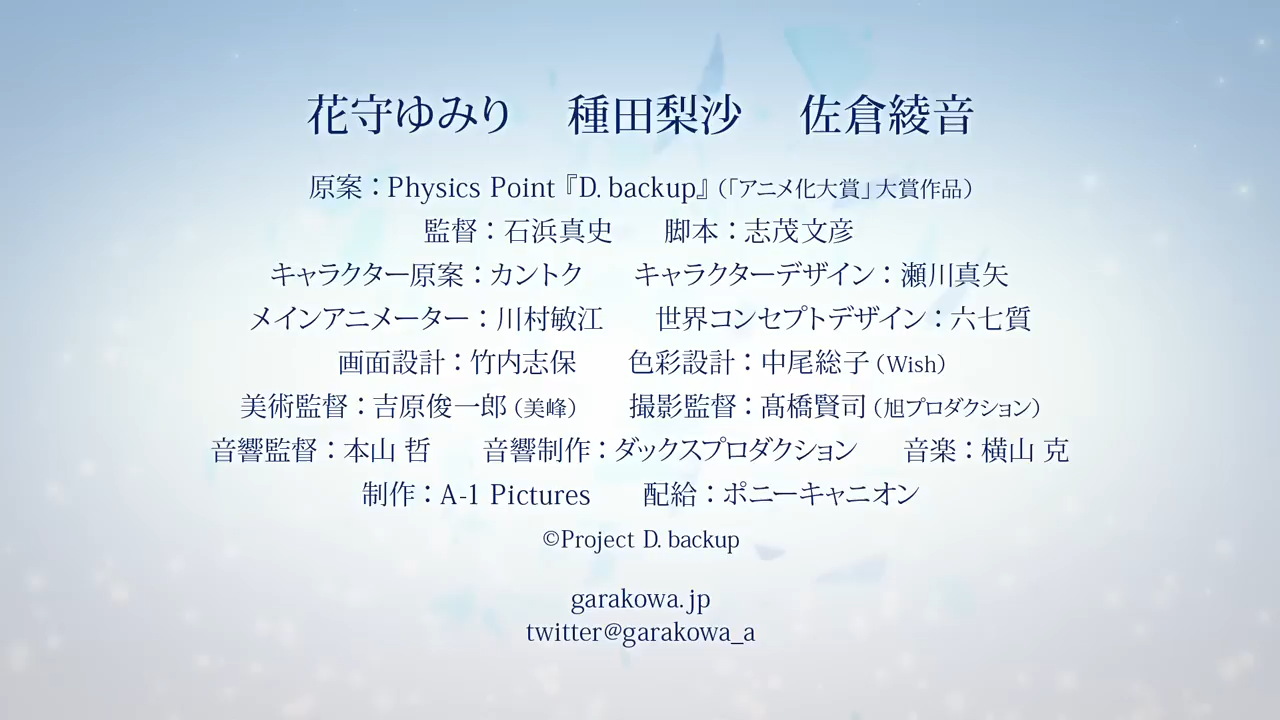 花守ゆみり　種田梨沙　佐倉綾音
原案：Physics Point『D. backup』（「アニメ化大賞」大賞作品）
監督：石浜真史　脚本：志茂文彦
キャラクター原案：カントク　キャラクターデザイン：瀬川真矢
メインアニメーター：川村敏江　世界コンセプトデザイン：六七質
画面設計：竹内志保　色彩設計：中尾総子（Wish）
美術監督：吉原俊一郎（美峰）　撮影監督：髙橋賢司（旭プロダクション）
音響監督：本山 哲　音響制作：ダックスプロダクション　音楽：横山 克
制作：A-1 Pictures　配給：ポニーキャニオン
©Project D. backup
garakowa.jp
twitter@garakowa_a